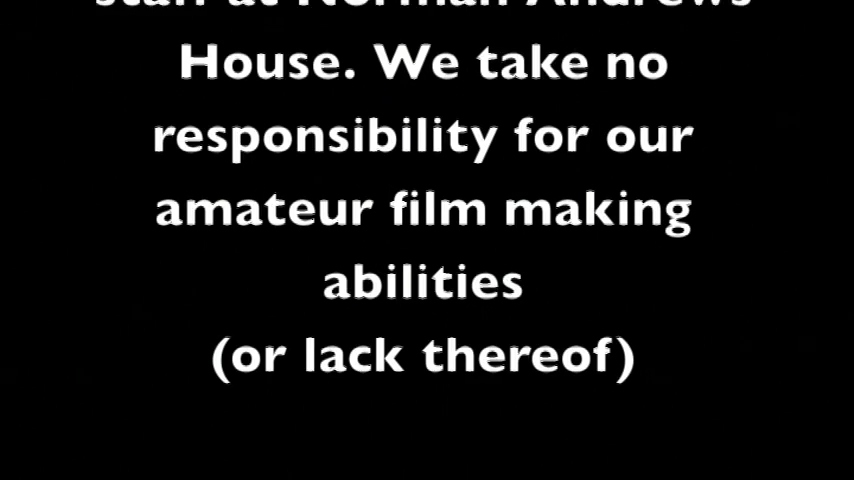 staff at Norman Andrews
House. We take no
responsibility for our
amateur film making
abilities
(or lack thereof)